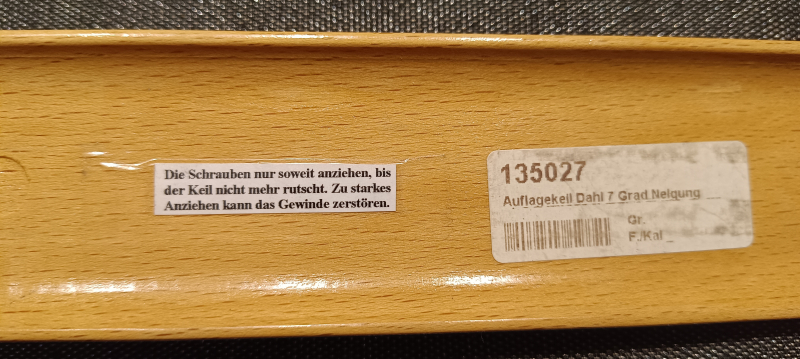 Die Schrauben nur soweit anziehen, bis
der Keil nicht mehr rutscht. Zu starkes
Anziehen kann das Gewinde zerstören.
135027
Auflagekeil Dahl 7 Grad Neigung __
Gr.
F./Kal _